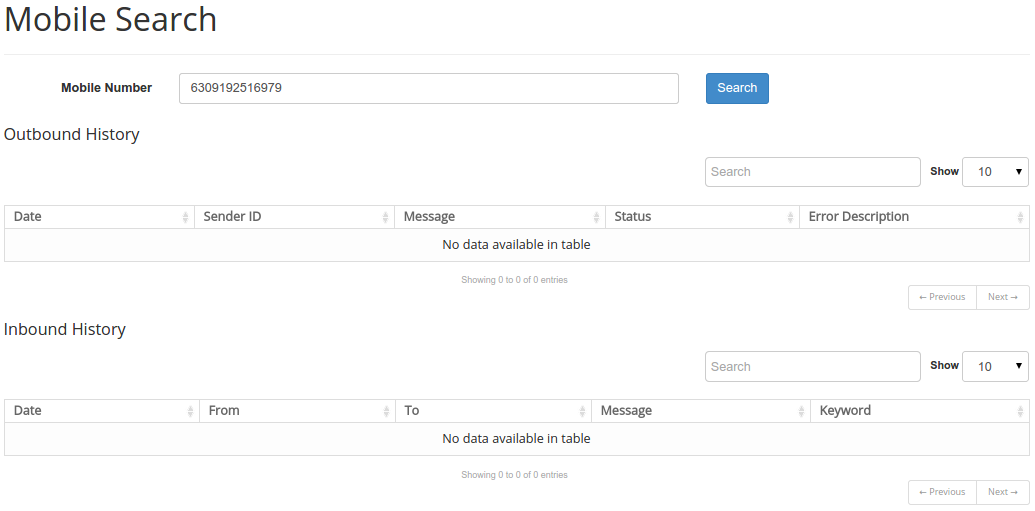 Mobile Search
Mobile Number 6309192516979 Search
Outbound History
Search Show 10
Date Sender ID Message Status Error Description
No data available in table
Showing 0 to 0 of 0 entries
← Previous Next →
Inbound History
Search Show 10
Date From To Message Keyword
No data available in table
Showing 0 to 0 of 0 entries
← Previous Next →